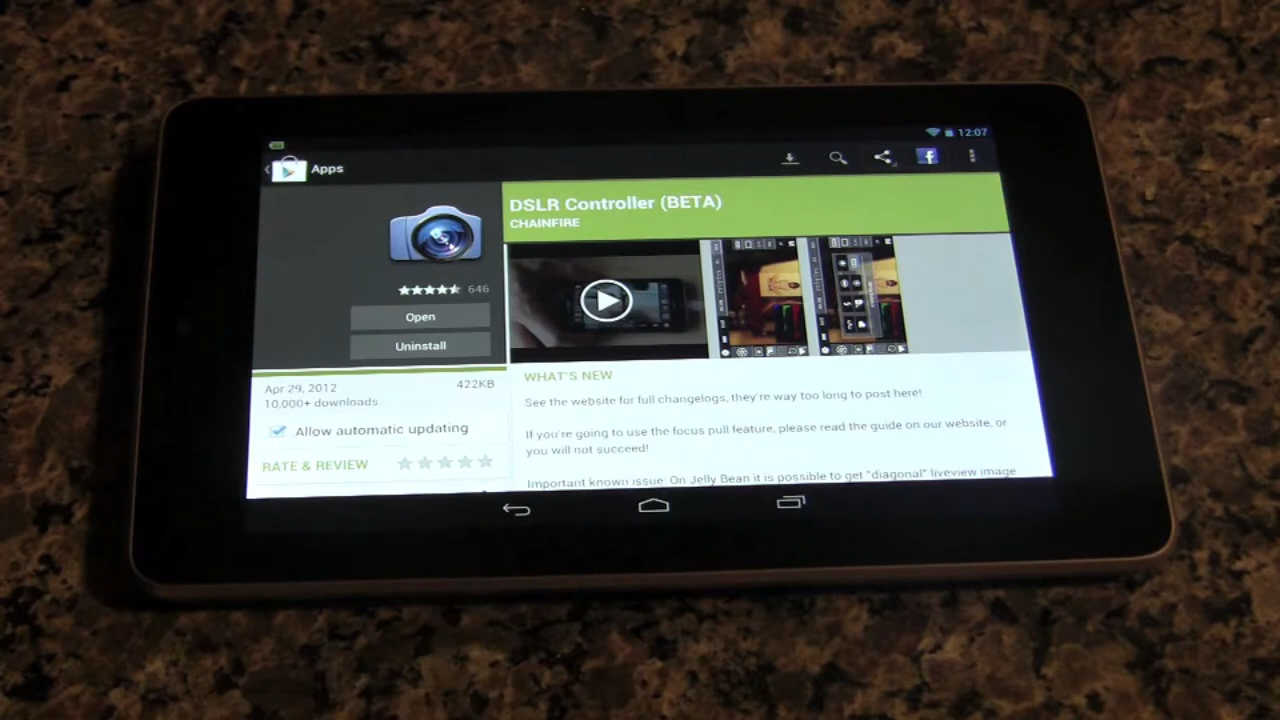 12:07
Apps
DSLR Controller (BETA)
CHAINFIRE
646
Open
Uninstall
Apr 29, 2012
422KB
10,000+ downloads
Allow automatic updating
RATE & REVIEW
WHAT'S NEW
See the website for full changelogs, they're way too long to post here!
If you're going to use the focus pull feature, please read the guide on our website, or
you will not succeed!
Important known issue: On Jelly Bean it is possible to get "diagonal" liveview image